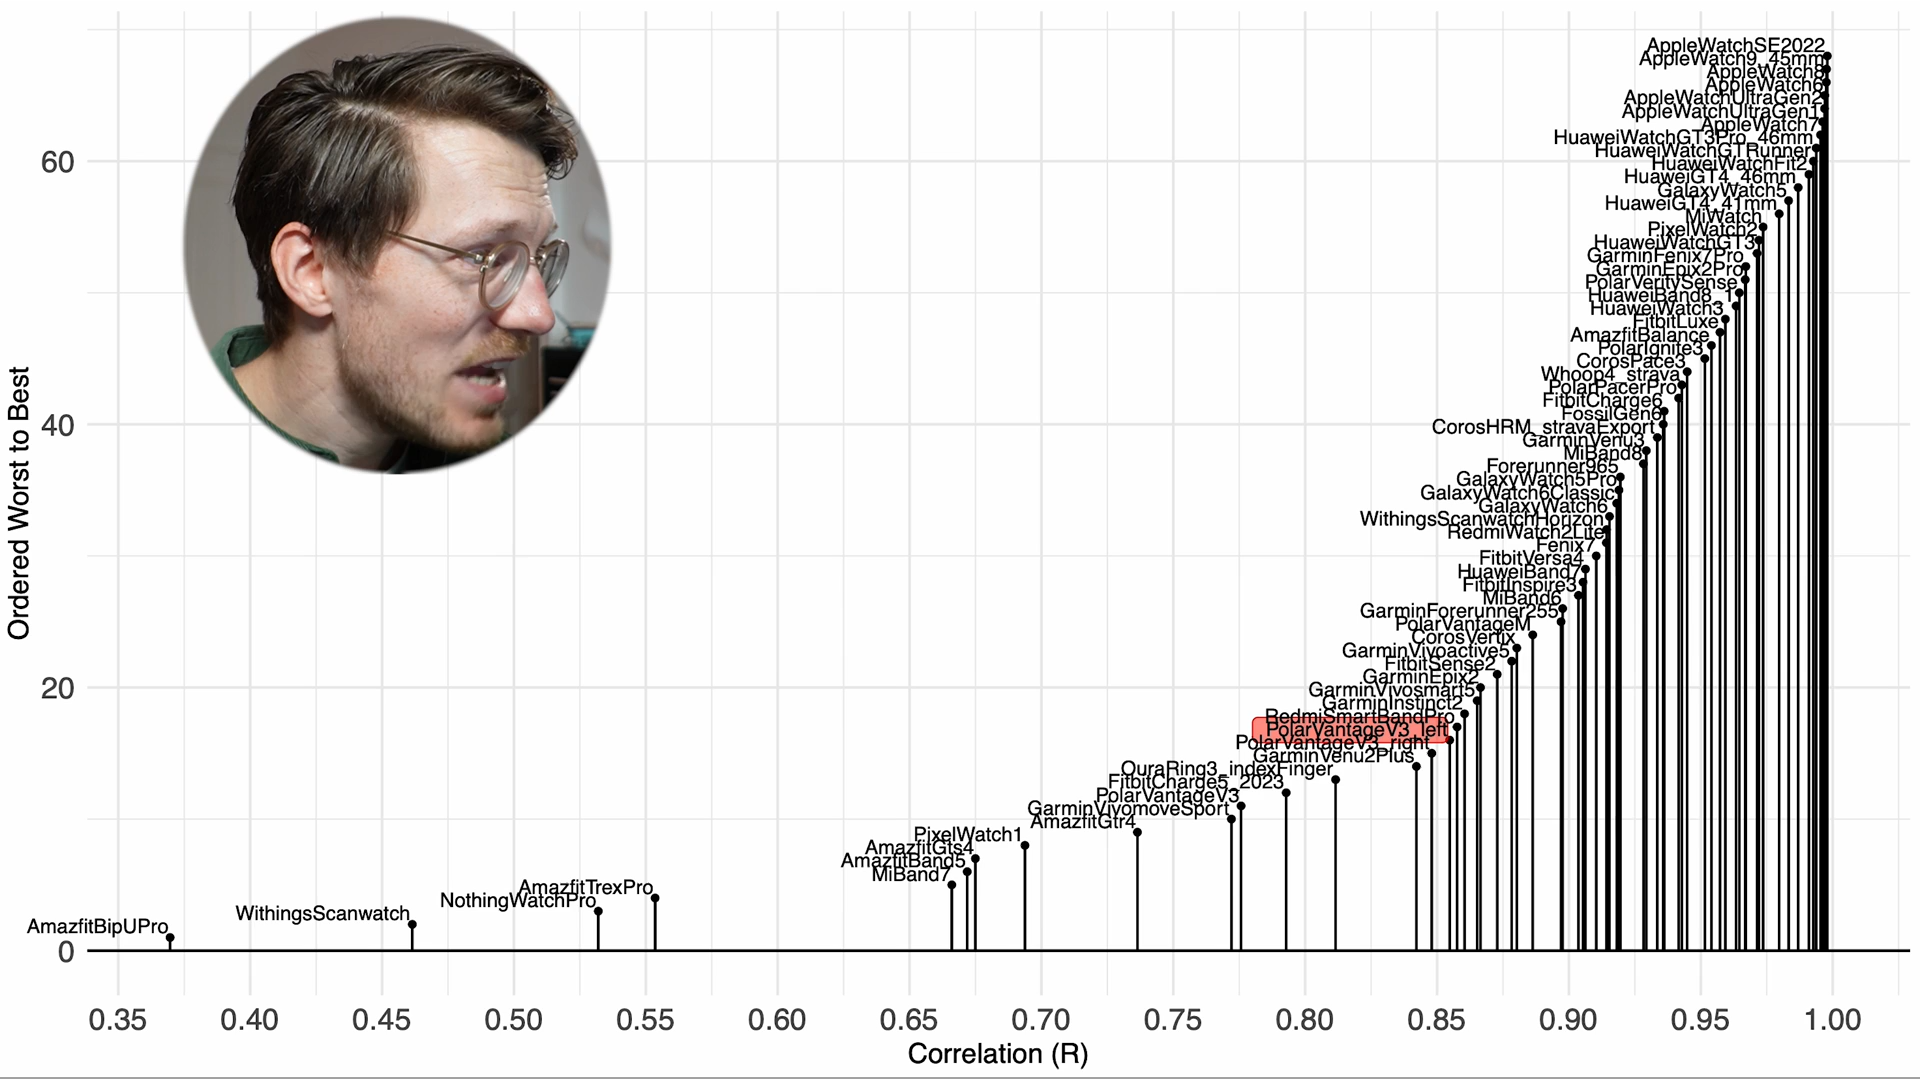 AppleWatchSE2022
AppleWatch9_45mm
AppleWatch8
AppleWatch6
AppleWatchUltraGen2
AppleWatchUltraGen1
AppleWatch7
HuaweiWatchGT3Pro_46mm
HuaweiWatchGTRunner
HuaweiWatchFit2
HuaweiGT4_46mm
GalaxyWatch5
HuaweiGT4_41mm
MiWatch
PixelWatch2
HuaweiWatchGT3
GarminFenix7Pro
GarminEpix2Pro
PolarVeritySense
HuaweiBand8_1
HuaweiWatch3
FitbitLuxe
AmazfitBalance
PolarIgnite3
CorosPace3
Whoop4_strava
PolarPacerPro
FitbitCharge6
FossilGen6
CorosHRM_stravaExport
GarminVenu3
MiBand8
Forerunner965
GalaxyWatch5Pro
GalaxyWatch6Classic
GalaxyWatch6
WithingsScanwatchHorizon
RedmiWatch2Lite
Fenix7
FitbitVersa4
HuaweiBand7
FitbitInspire3
MiBand6
GarminForerunner255
PolarVantageM
CorosVertix
GarminVivoactive5
FitbitSense2
GarminEpix2
GarminVivosmart5
GarminInstinct2
RedmiSmartBandPro
PolarVantageV3_left
PolarVantageV3_right
GarminVenu2Plus
OuraRing3_indexFinger
FitbitCharge5_2023
PolarVantageV3
GarminVivomoveSport
AmazfitGtr4
PixelWatch1
AmazfitGts4
AmazfitBand5
MiBand7
AmazfitTrexPro
NothingWatchPro
WithingsScanwatch
AmazfitBipUPro
Ordered Worst to Best
60
40
20
0
0.35 0.40 0.45 0.50 0.55 0.60 0.65 0.70 0.75 0.80 0.85 0.90 0.95 1.00
Correlation (R)